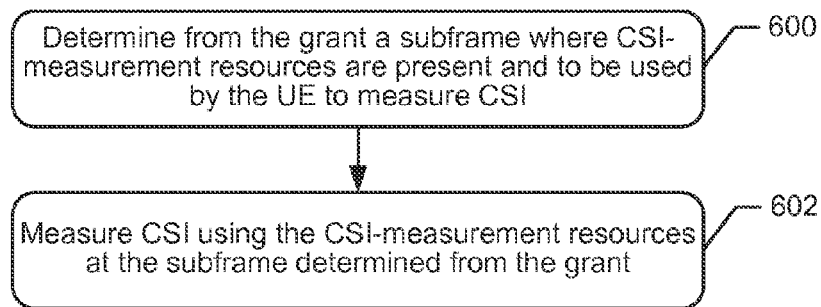 Determine from the grant a subframe where CSI-
measurement resources are present and to be used
by the UE to measure CSI
600
Measure CSI using the CSI-measurement resources
at the subframe determined from the grant
602